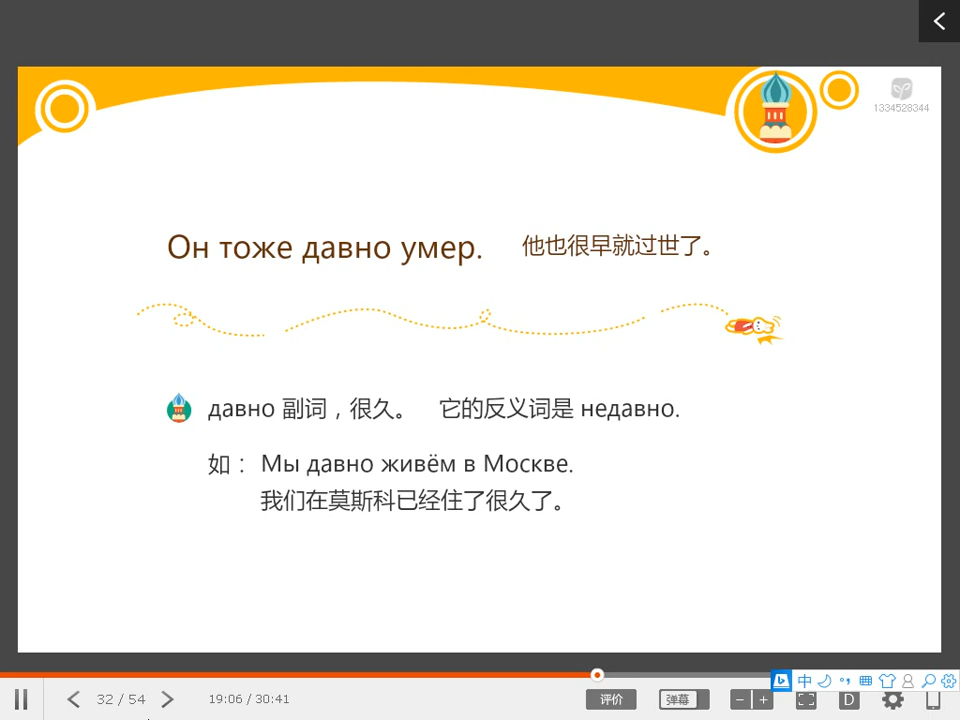 1334528344
Он тоже давно умер. 他也很早就过世了。
давно 副词，很久。 它的反义词是 недавно.
如： Мы давно живём в Москве.
我们在莫斯科已经住了很久了。
32 / 54 19:06 / 30:41 评价 弹幕 D
中